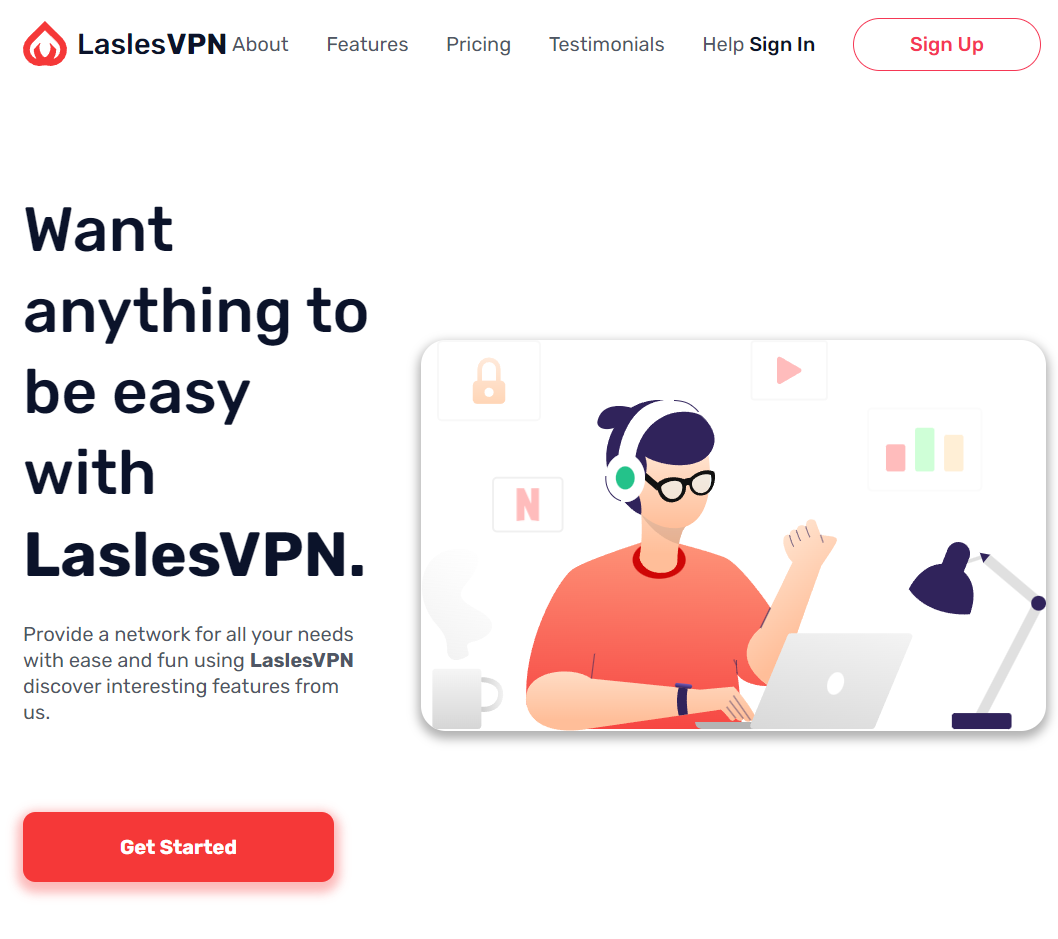 LaslesVPN About Features Pricing Testimonials Help Sign In Sign Up
Want
anything to
be easy
with
LaslesVPN.
N
Provide a network for all your needs
with ease and fun using LaslesVPN
discover interesting features from
us.
Get Started